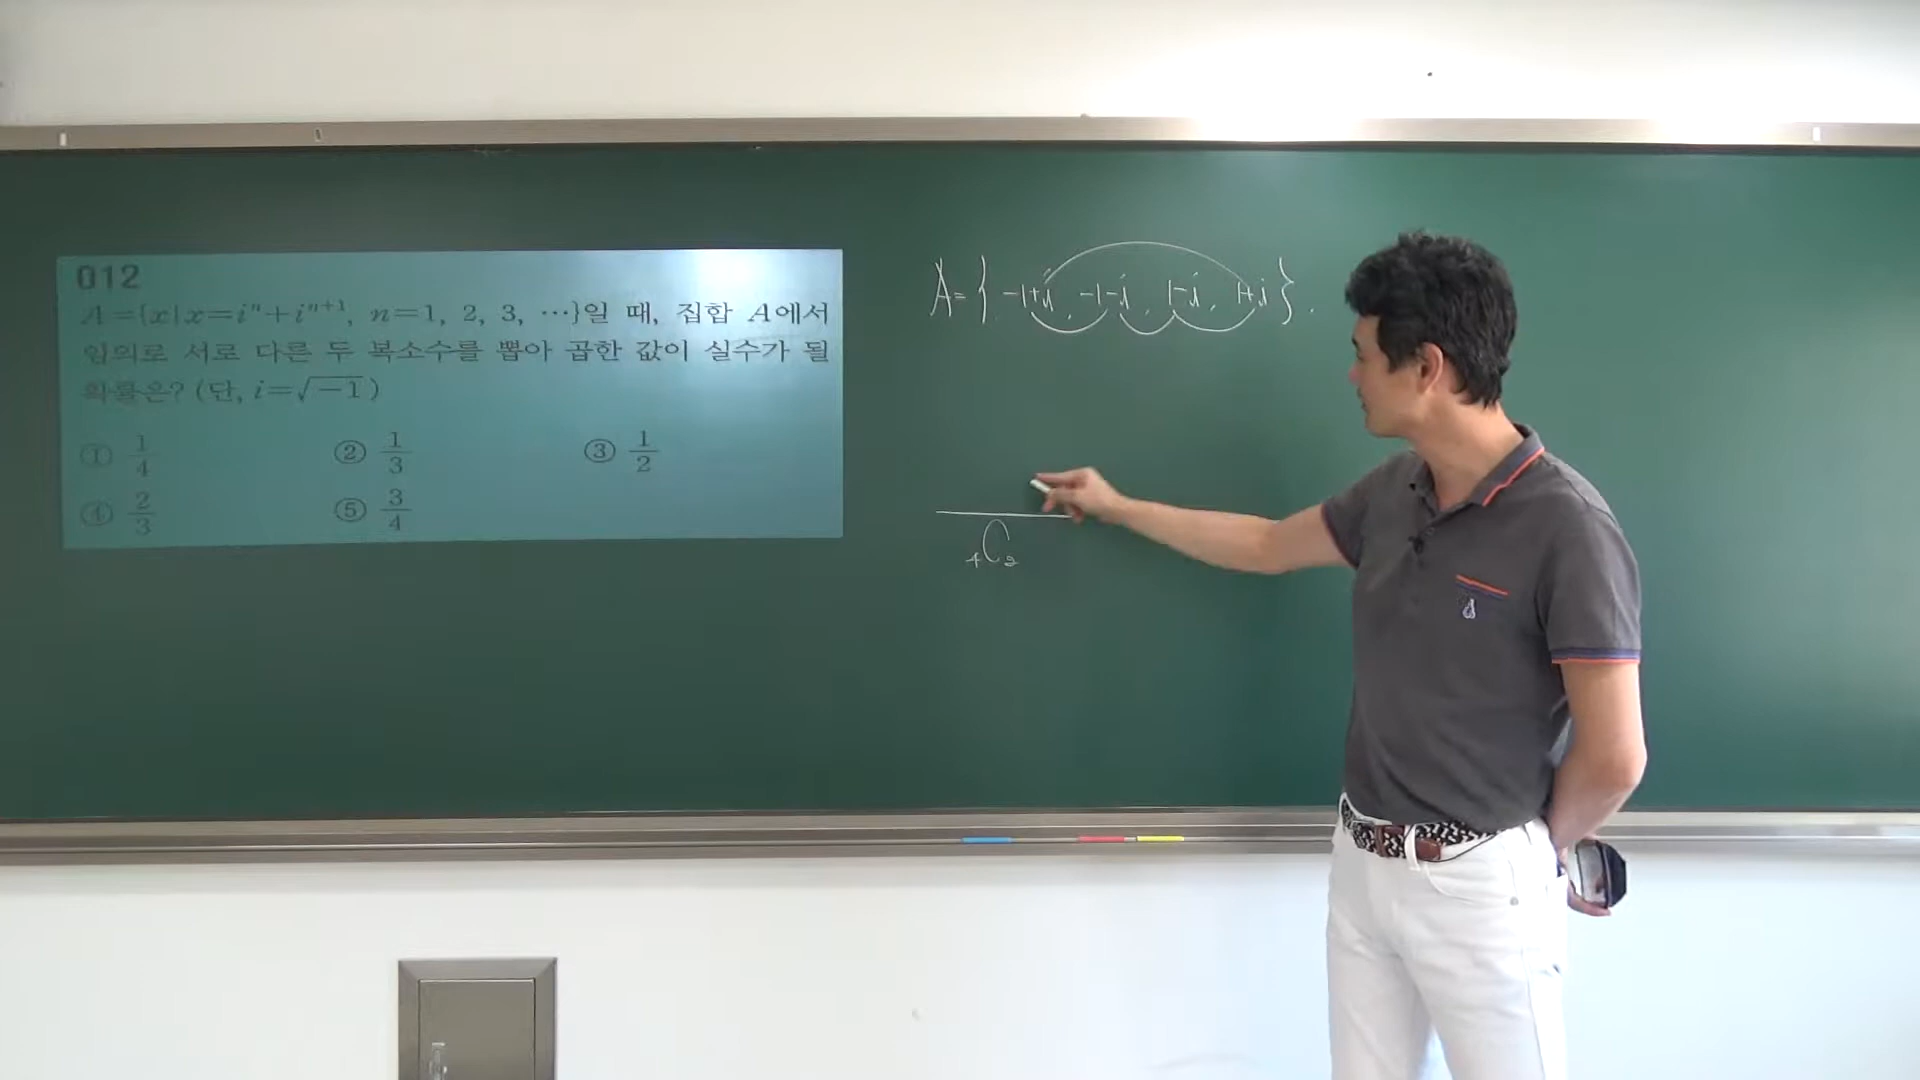 012
A={x|x=iⁿ+iⁿ⁺¹, n=1, 2, 3, ⋯}일 때, 집합 A에서
임의로 서로 다른 두 복소수를 뽑아 곱한 값이 실수가 될
확률은? (단, i=√-1)
① 1/4 ② 1/3 ③ 1/2
④ 2/3 ⑤ 3/4
A={-1+i, -1-i, 1-i, 1+i}.
₄C₂